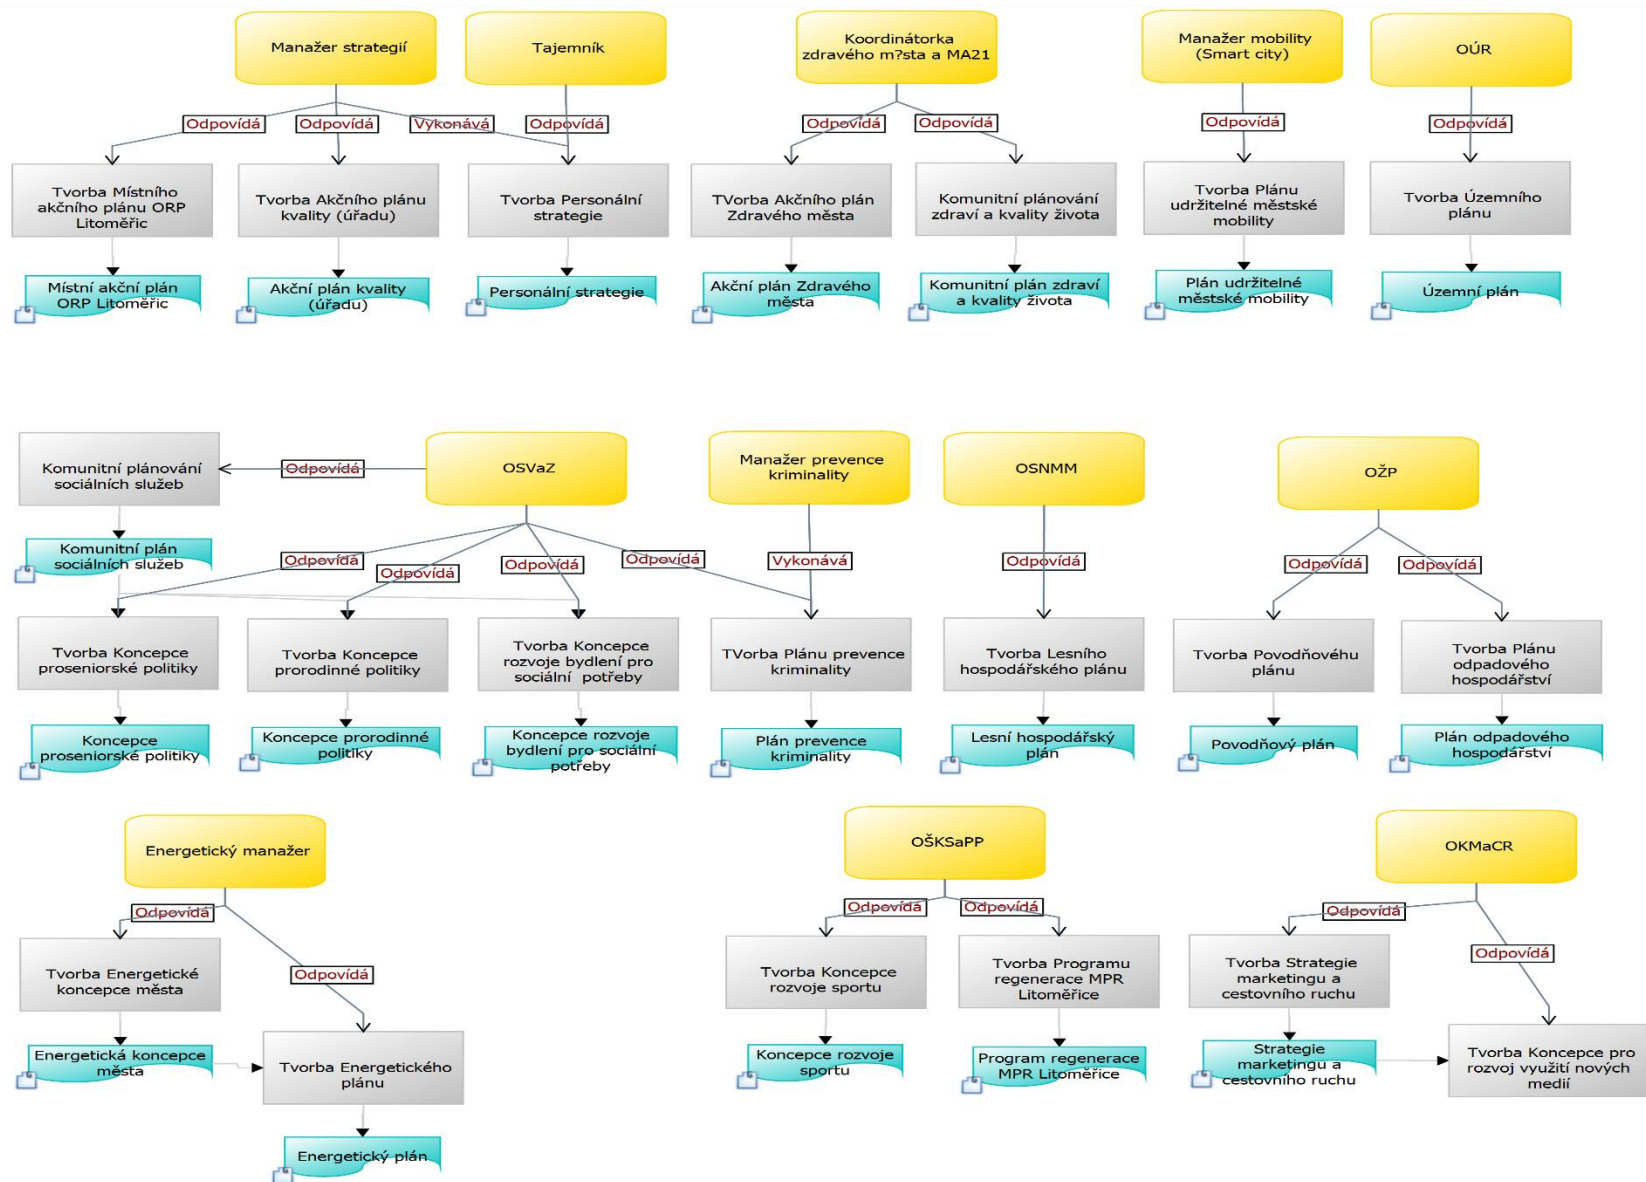 Manažer strategií
Tajemník
Koordinátorka
zdravého m?sta a MA21
Manažer mobility
(Smart city)
OÚR
Odpovídá
Odpovídá
Vykonává
Odpovídá
Odpovídá
Odpovídá
Odpovídá
Odpovídá
Tvorba Místního
akčního plánu ORP
Litoměřic
Tvorba Akčního plánu
kvality (úřadu)
Tvorba Personální
strategie
TVorba Akčního plán
Zdravého města
Komunitní plánování
zdraví a kvality života
Tvorba Plánu
udržitelné městské
mobility
Tvorba Územního
plánu
Místní akční plán
ORP Litoměřic
Akční plán kvality
(úřadu)
Personální strategie
Akční plán Zdravého
města
Komunitní plán zdraví
a kvality života
Plán udržitelné
městské mobility
Územní plán
Komunitní plánování
sociálních služeb
Odpovídá
OSVaZ
Manažer prevence
kriminality
OSNMM
OŽP
Komunitní plán
sociálních služeb
Odpovídá
Odpovídá
Odpovídá
Odpovídá
Vykonává
Odpovídá
Odpovídá
Odpovídá
Tvorba Koncepce
proseniorské politiky
Tvorba Koncepce
prorodinné politiky
Tvorba Koncepce
rozvoje bydlení pro
sociální  potřeby
TVorba Plánu prevence
kriminality
Tvorba Lesního
hospodářského plánu
Tvorba Povodňovéhu
plánu
Tvorba Plánu
odpadového
hospodářství
Koncepce
proseniorské politiky
Koncepce prorodinné
politiky
Koncepce rozvoje
bydlení pro sociální
potřeby
Plán prevence
kriminality
Lesní hospodářský
plán
Povodňový plán
Plán odpadového
hospodářství
Energetický manažer
OŠKSaPP
OKMaCR
Odpovídá
Odpovídá
Odpovídá
Odpovídá
Odpovídá
Odpovídá
Tvorba Energetické
koncepce města
Tvorba Koncepce
rozvoje sportu
Tvorba Programu
regenerace MPR
Litoměřice
Tvorba Strategie
marketingu a
cestovního ruchu
Energetická koncepce
města
Tvorba Energetického
plánu
Koncepce rozvoje
sportu
Program regenerace
MPR Litoměřice
Strategie
marketingu a
cestovního ruchu
Tvorba Koncepce pro
rozvoj využití nových
medií
Energetický plán